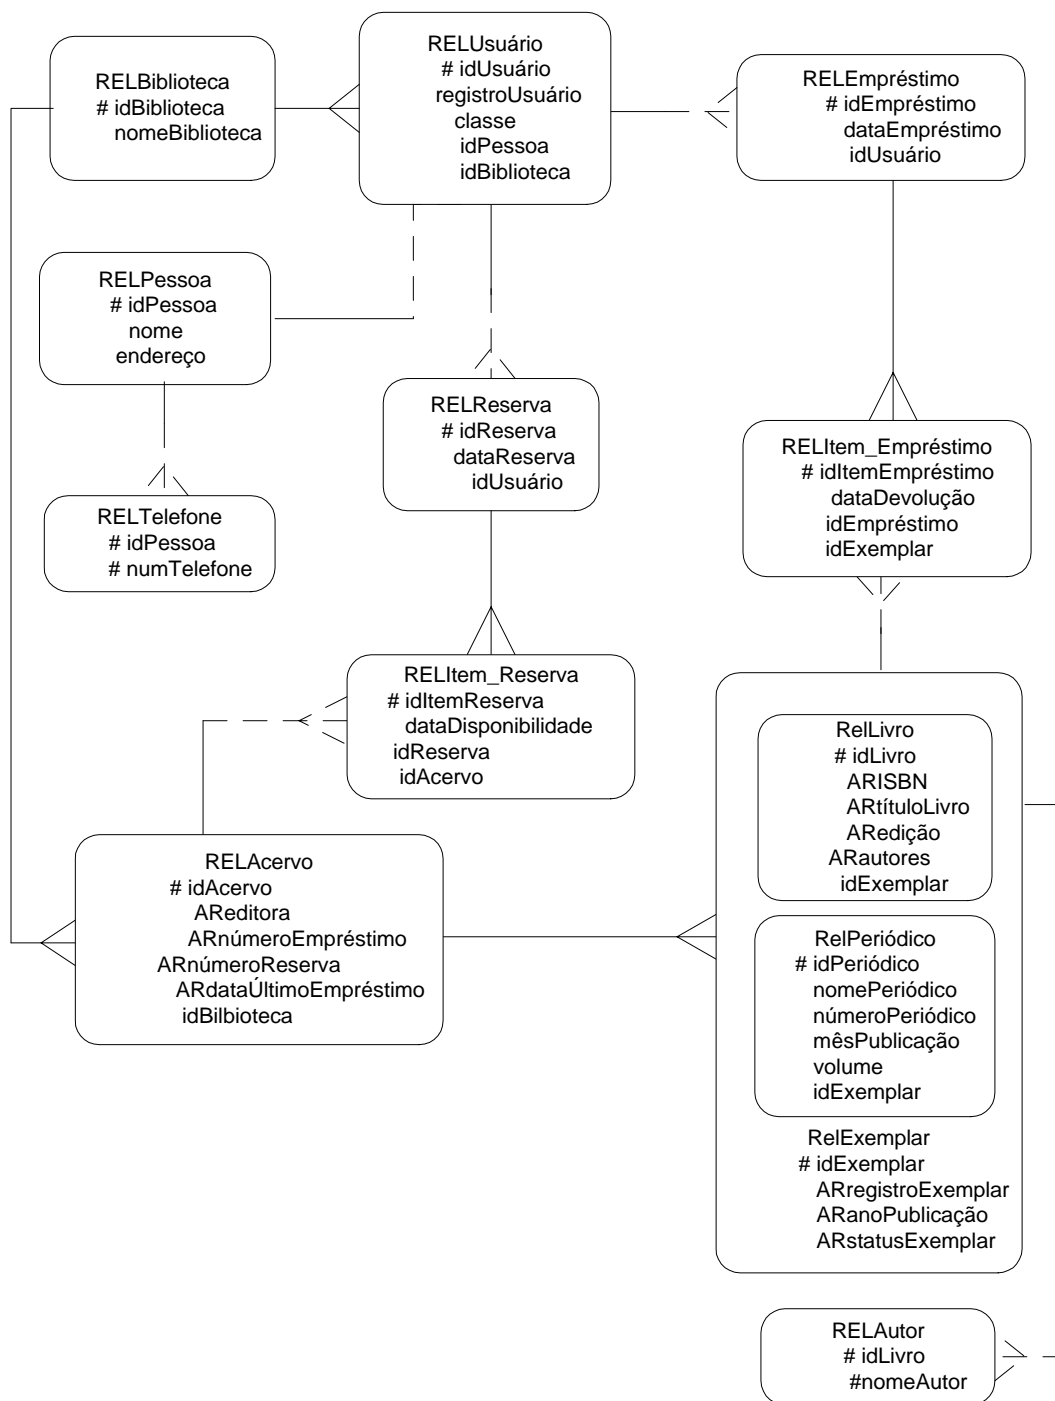 RELBiblioteca
# idBiblioteca
nomeBiblioteca
RELUsuário
# idUsuário
registroUsuário
classe
idPessoa
idBiblioteca
RELEmpréstimo
# idEmpréstimo
dataEmpréstimo
idUsuário
RELPessoa
# idPessoa
nome
endereço
RELReserva
# idReserva
dataReserva
idUsuário
RELItem_Empréstimo
# idItemEmpréstimo
dataDevolução
idEmpréstimo
idExemplar
RELTelefone
# idPessoa
# numTelefone
RELItem_Reserva
# idItemReserva
dataDisponibilidade
idReserva
idAcervo
RelLivro
# idLivro
ARISBN
ARtítuloLivro
ARedição
ARautores
idExemplar
RELAcervo
# idAcervo
AReditora
ARnúmeroEmpréstimo
ARnúmeroReserva
ARdataÚltimoEmpréstimo
idBilbioteca
RelPeriódico
# idPeriódico
nomePeriódico
númeroPeriódico
mêsPublicação
volume
idExemplar
RelExemplar
# idExemplar
ARregistroExemplar
ARanoPublicação
ARstatusExemplar
RELAutor
# idLivro
#nomeAutor